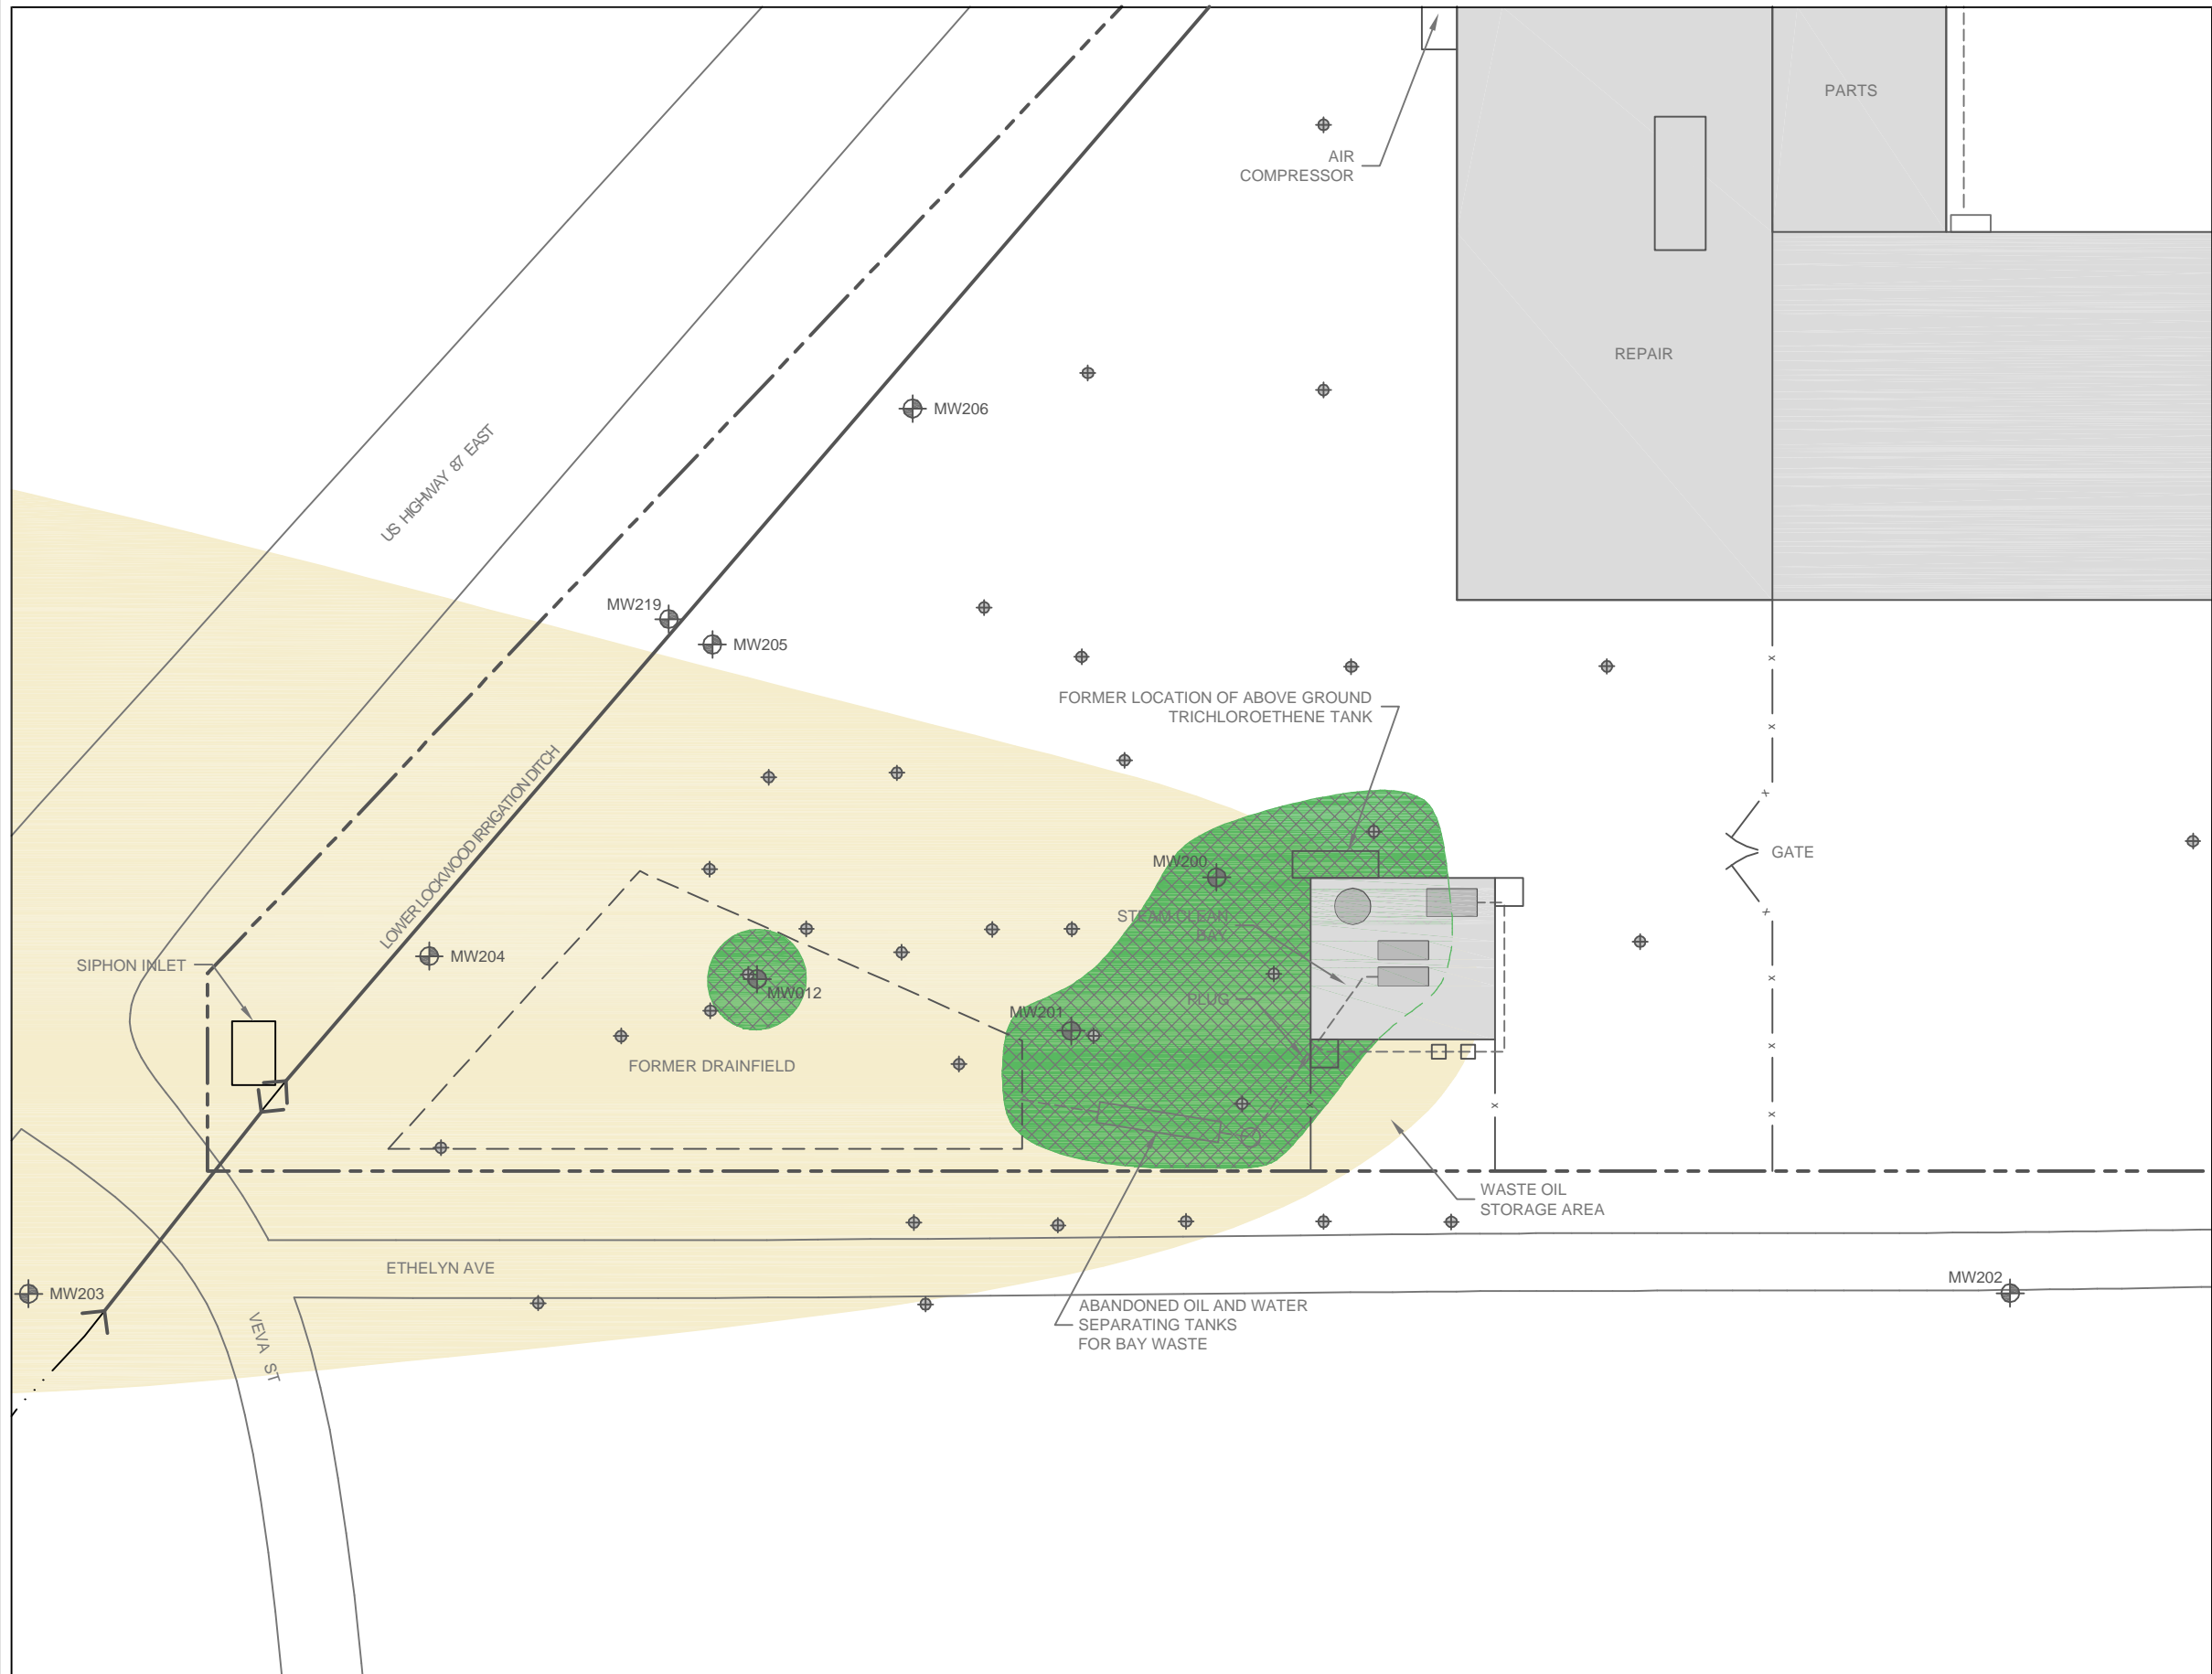 PARTS
AIR
COMPRESSOR
REPAIR
MW206
US HIGHWAY 87 EAST
MW219
MW205
FORMER LOCATION OF ABOVE GROUND
TRICHLOROETHENE TANK
LOWER LOCKWOOD IRRIGATION DITCH
x
x
x
GATE
x
MW200
STEAM CLEAN
BAY
MW204
SIPHON INLET
MW012
PLUG
MW201
x
x
FORMER DRAINFIELD
x
x
x
WASTE OIL
STORAGE AREA
ETHELYN AVE
MW202
MW203
ABANDONED OIL AND WATER
SEPARATING TANKS
FOR BAY WASTE
VEVA ST